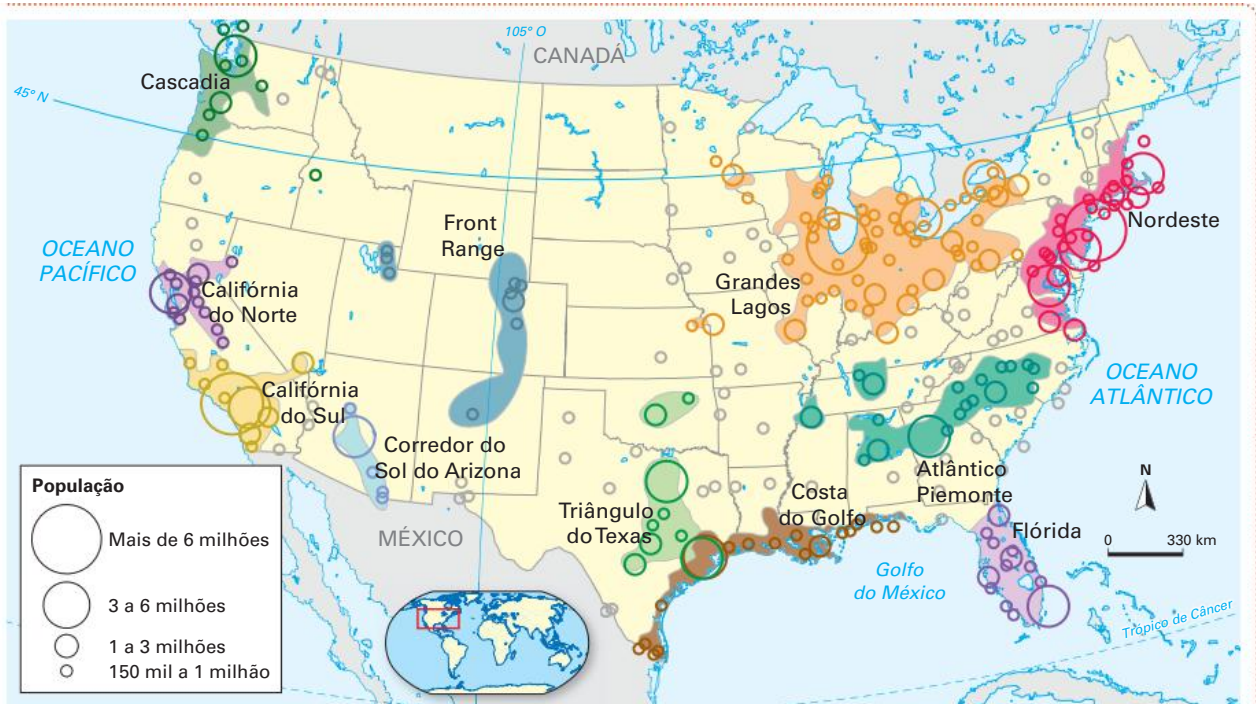 105º O
CANADÁ
Cascadia
45º N
Front
Range
Nordeste
OCEANO
PACÍFICO
Califórnia
do Norte
Grandes
Lagos
OCEANO
ATLÂNTICO
Califórnia
do Sul
Corredor do
Sol do Arizona
Atlântico
Piemonte
N
População
Mais de 6 milhões
3 a 6 milhões
1 a 3 milhões
150 mil a 1 milhão
MÉXICO
Triângulo
do Texas
Costa
do Golfo
Flórida
0 330 km
Golfo
do México
Trópico de Câncer